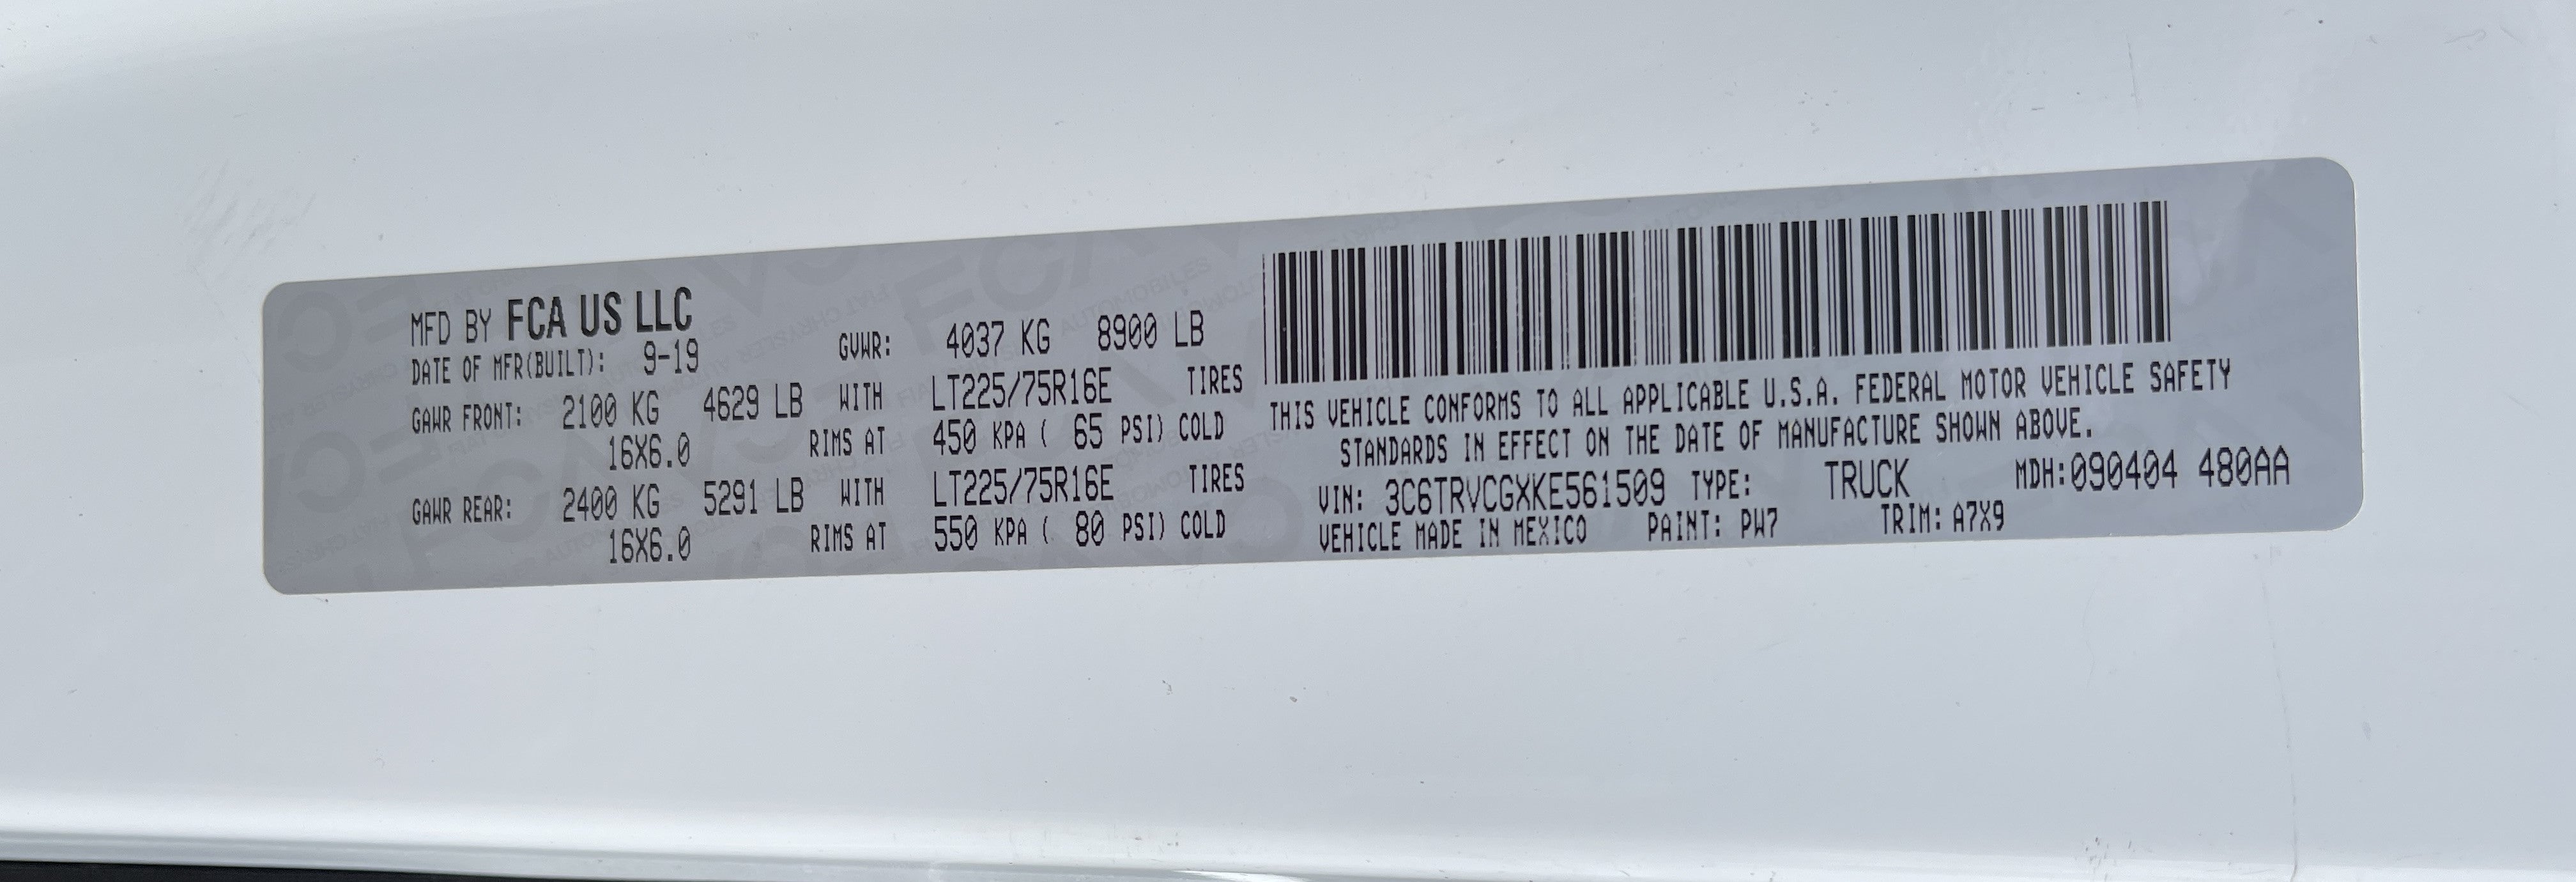 MFD BY FCA US LLC
DATE OF MFR(BUILT): 9-19 GVWR: 4037 KG 8900 LB
GAWR FRONT: 2100 KG 4629 LB WITH LT225/75R16E TIRES
16X6.0 RIMS AT 450 KPA ( 65 PSI) COLD
GAWR REAR: 2400 KG 5291 LB WITH LT225/75R16E TIRES
16X6.0 RIMS AT 550 KPA ( 80 PSI) COLD
THIS VEHICLE CONFORMS TO ALL APPLICABLE U.S.A. FEDERAL MOTOR VEHICLE SAFETY
STANDARDS IN EFFECT ON THE DATE OF MANUFACTURE SHOWN ABOVE.
VIN: 3C6TRVCGXKE561509 TYPE: TRUCK MDH:090404 480AA
VEHICLE MADE IN MEXICO PAINT: PW7 TRIM: A7X9